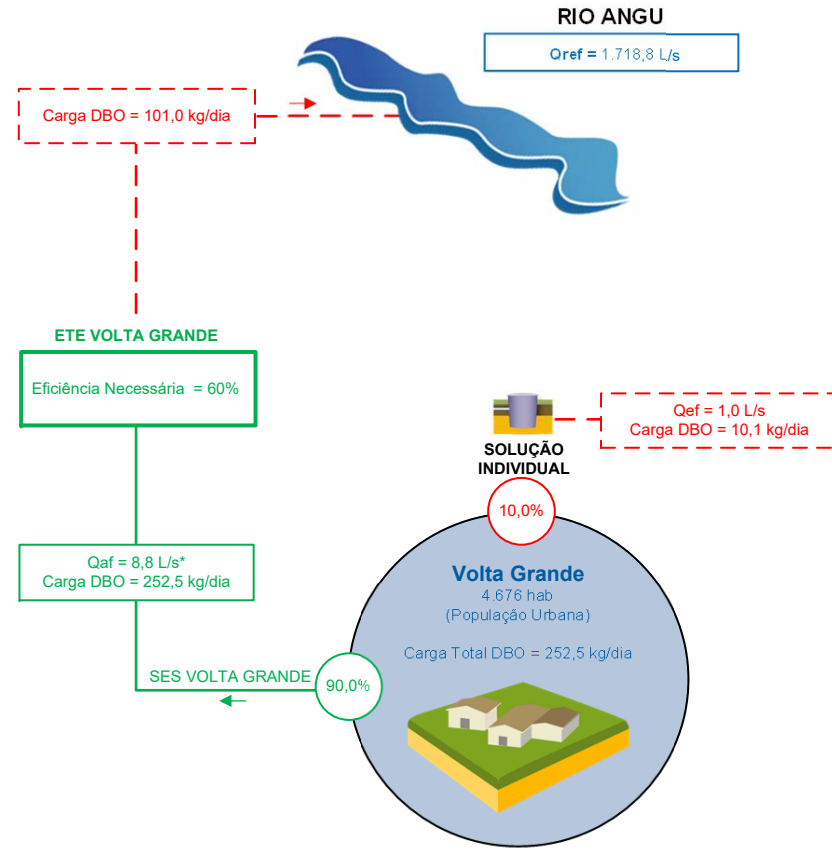 RIO ANGU
Qref = 1.718,8 L/s
Carga DBO = 101,0 kg/dia
ETE VOLTA GRANDE
Eficiência Necessária = 60%
Qef = 1,0 L/s
Carga DBO = 10,1 kg/dia
SOLUÇÃO
INDIVIDUAL
10,0%
Qaf = 8,8 L/s*
Carga DBO = 252,5 kg/dia
Volta Grande
4.676 hab
(População Urbana)
Carga Total DBO = 252,5 kg/dia
SES VOLTA GRANDE
90,0%